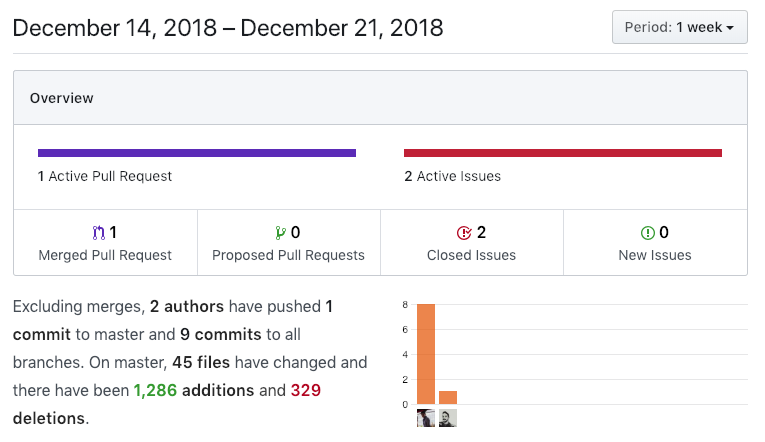 December 14, 2018 – December 21, 2018
Period: 1 week
Overview
1 Active Pull Request
2 Active Issues
1
Merged Pull Request
0
Proposed Pull Requests
2
Closed Issues
0
New Issues
Excluding merges, 2 authors have pushed 1
commit to master and 9 commits to all
branches. On master, 45 files have changed and
there have been 1,286 additions and 329
deletions.
8
6
4
2
0